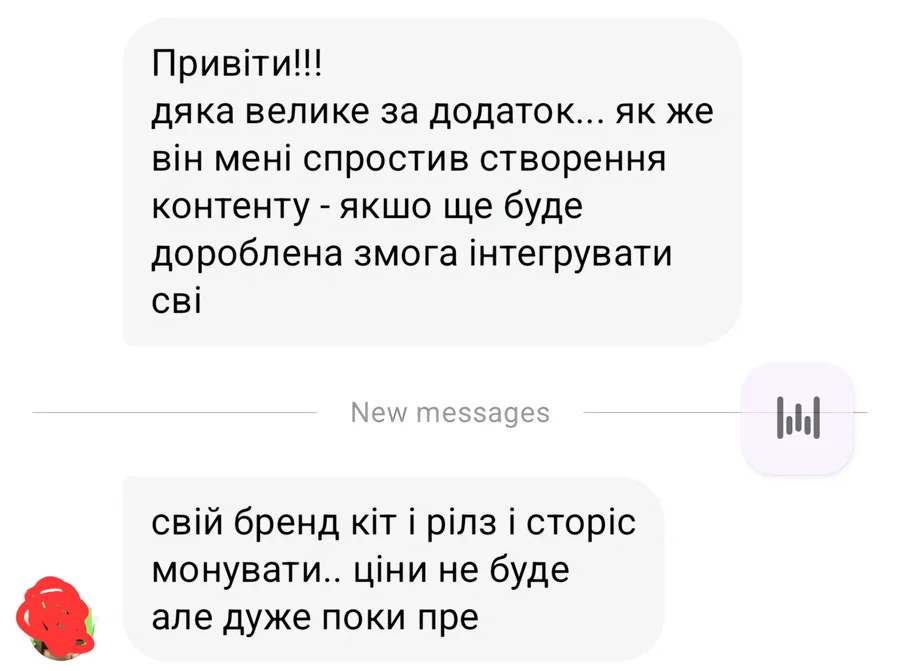 Привіти!!!
дяка велике за додаток... як же
він мені спростив створення
контенту - якшо ще буде
дороблена змога інтегрувати
сві
New messages
свій бренд кіт і рілз і сторіс
монувати.. ціни не буде
але дуже поки пре